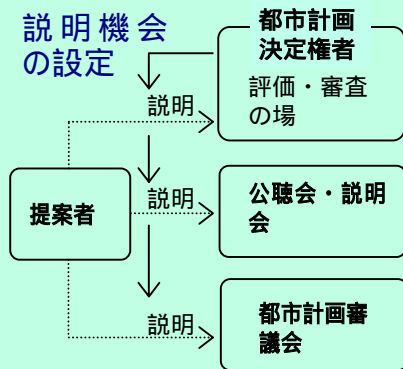 説明機会
の設定
都市計画
決定権者
評価・審査
の場
説明
説明
公聴会・説明
会
提案者
説明
都市計画審
議会